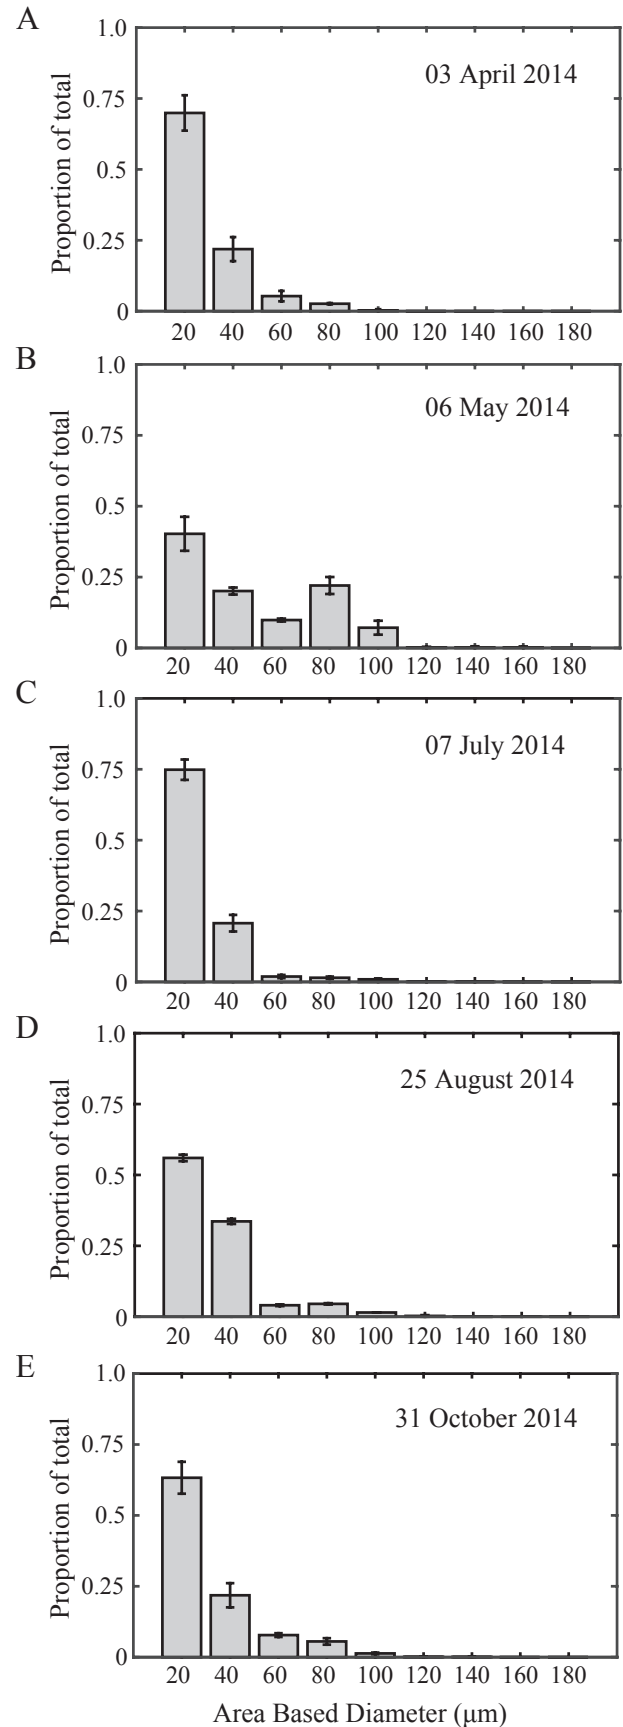 A
1.0
0.75
0.5
0.25
0
Proportion of total
03 April 2014
20 40 60 80 100 120 140 160 180
B
1.0
0.75
0.5
0.25
0
Proportion of total
06 May 2014
20 40 60 80 100 120 140 160 180
C
1.0
0.75
0.5
0.25
0
Proportion of total
07 July 2014
20 40 60 80 100 120 140 160 180
D
1.0
0.75
0.5
0.25
0
Proportion of total
25 August 2014
20 40 60 80 100 120 140 160 180
E
1.0
0.75
0.5
0.25
0
Proportion of total
31 October 2014
20 40 60 80 100 120 140 160 180
Area Based Diameter (μm)